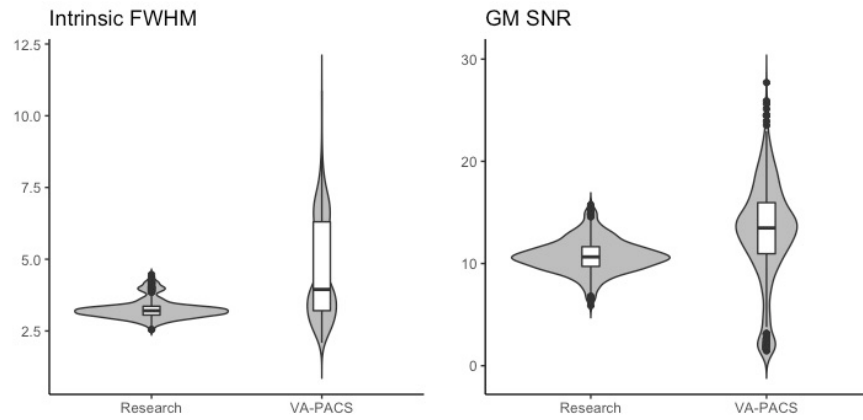 Intrinsic FWHM
12.5
10.0
7.5
5.0
2.5
Research VA-PACS
GM SNR
30
20
10
0
Research VA-PACS